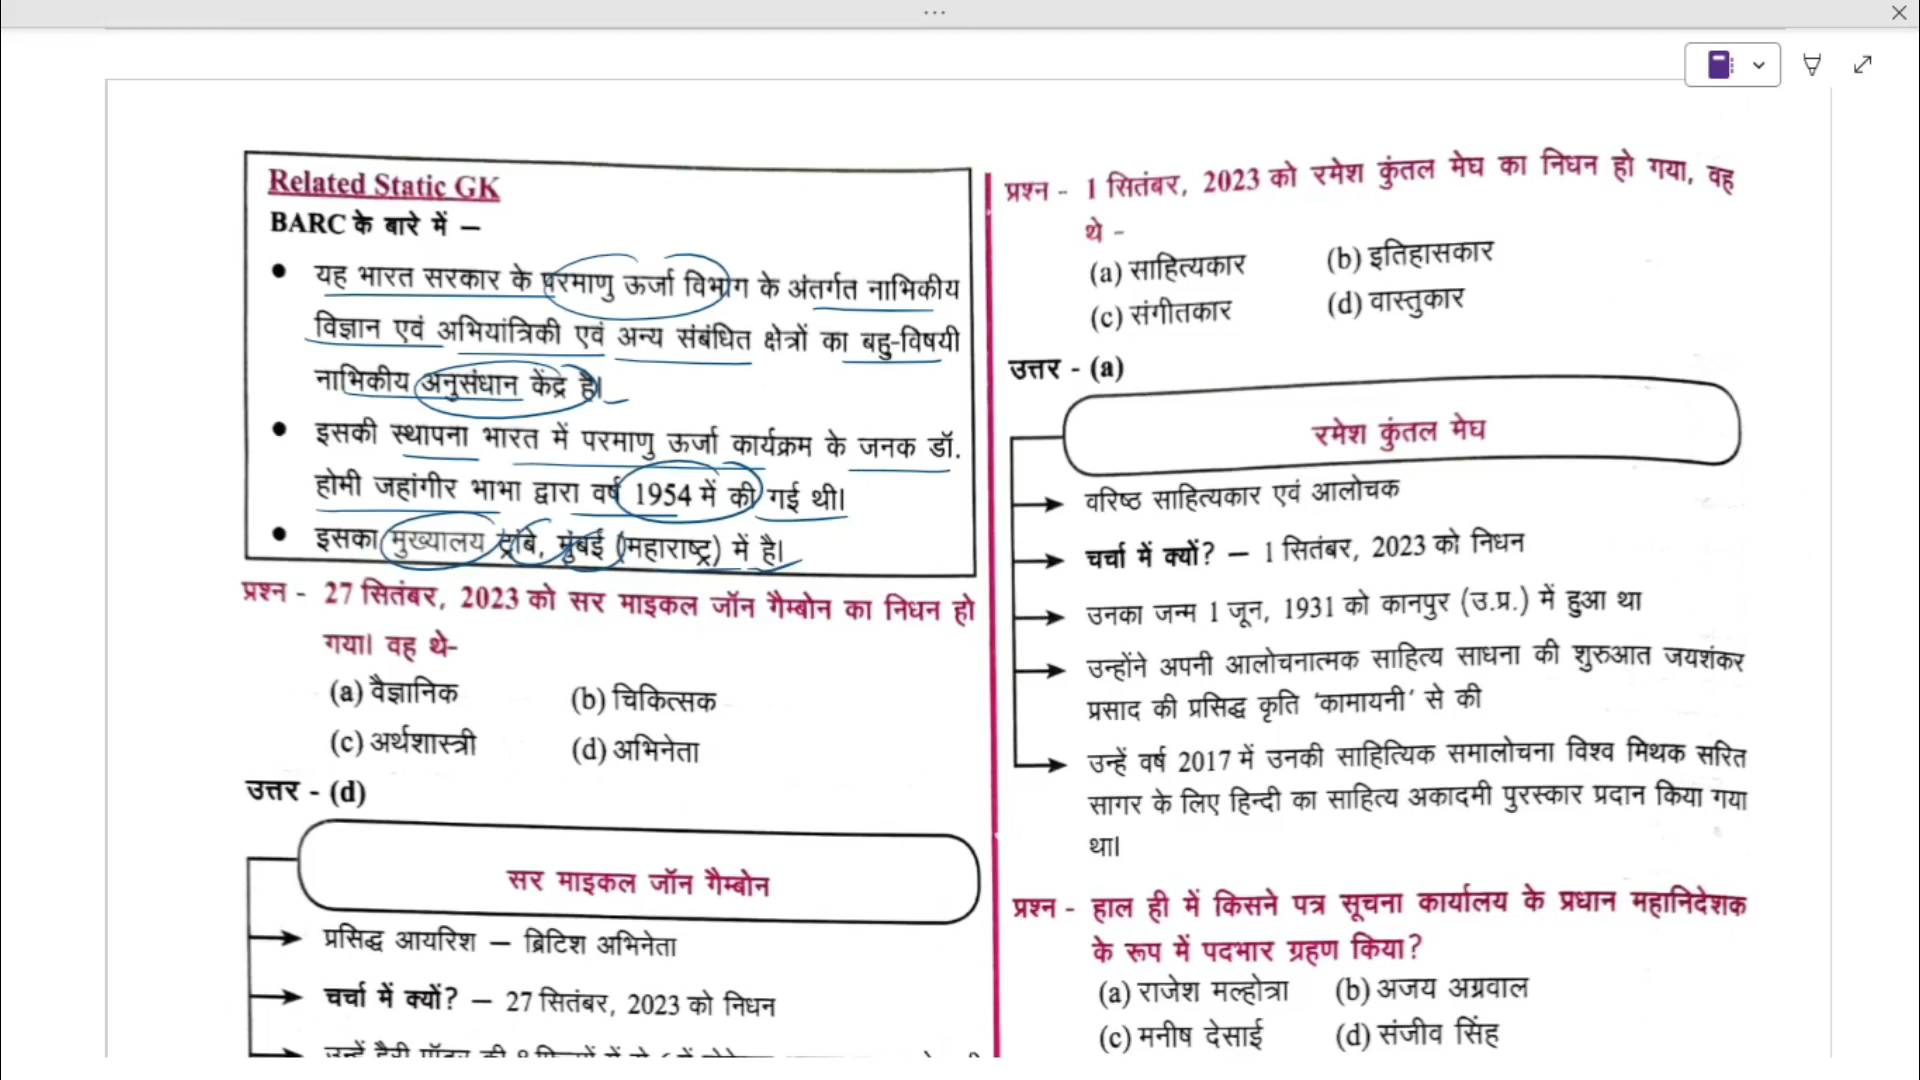 Related Static GK
BARC के बारे में –
• यह भारत सरकार के परमाणु ऊर्जा विभाग के अंतर्गत नाभिकीय
विज्ञान एवं अभियांत्रिकी एवं अन्य संबंधित क्षेत्रों का बहु-विषयी
नाभिकीय अनुसंधान केंद्र है।
• इसकी स्थापना भारत में परमाणु ऊर्जा कार्यक्रम के जनक डॉ.
होमी जहांगीर भाभा द्वारा वर्ष 1954 में की गई थी।
• इसका मुख्यालय ट्रांबे, मुंबई (महाराष्ट्र) में है।
प्रश्न - 27 सितंबर, 2023 को सर माइकल जॉन गैम्बोन का निधन हो
गया। वह थे-
(a) वैज्ञानिक (b) चिकित्सक
(c) अर्थशास्त्री (d) अभिनेता
उत्तर - (d)
सर माइकल जॉन गैम्बोन
प्रसिद्ध आयरिश – ब्रिटिश अभिनेता
चर्चा में क्यों? – 27 सितंबर, 2023 को निधन
प्रश्न - 1 सितंबर, 2023 को रमेश कुंतल मेघ का निधन हो गया, वह
थे -
(a) साहित्यकार (b) इतिहासकार
(c) संगीतकार (d) वास्तुकार
उत्तर - (a)
रमेश कुंतल मेघ
वरिष्ठ साहित्यकार एवं आलोचक
चर्चा में क्यों? – 1 सितंबर, 2023 को निधन
उनका जन्म 1 जून, 1931 को कानपुर (उ.प्र.) में हुआ था
उन्होंने अपनी आलोचनात्मक साहित्य साधना की शुरुआत जयशंकर
प्रसाद की प्रसिद्ध कृति 'कामायनी' से की
उन्हें वर्ष 2017 में उनकी साहित्यिक समालोचना विश्व मिथक सरित
सागर के लिए हिन्दी का साहित्य अकादमी पुरस्कार प्रदान किया गया
था।
प्रश्न - हाल ही में किसने पत्र सूचना कार्यालय के प्रधान महानिदेशक
के रूप में पदभार ग्रहण किया?
(a) राजेश मल्होत्रा (b) अजय अग्रवाल
(c) मनीष देसाई (d) संजीव सिंह